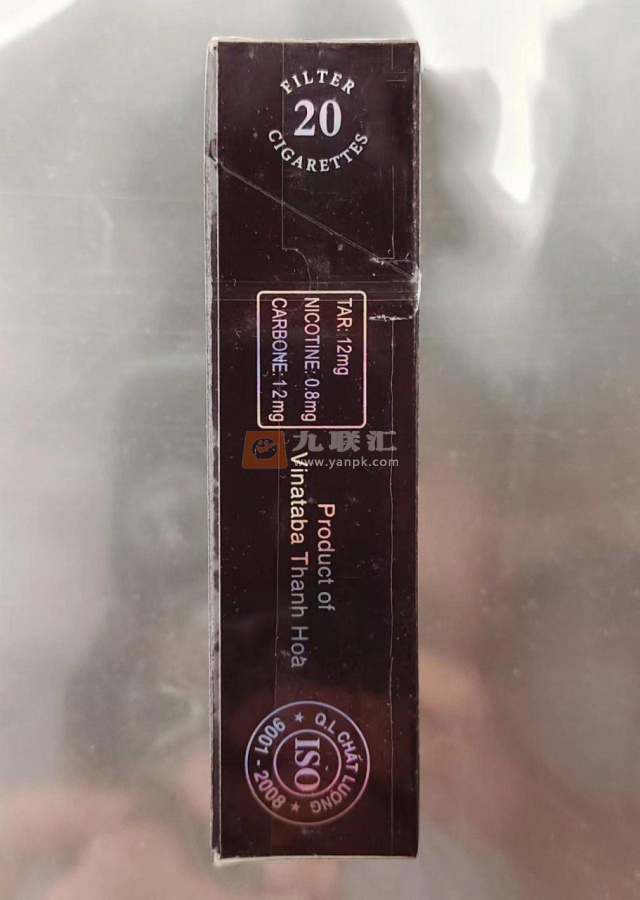 FILTER
20
CIGARETTES
TAR: 12mg
NICOTINE: 0.8mg
CARBONE: 12mg
九联汇
www.yanpk.com
Product of
Vinataba Thanh Hoá
Q.L CHẤT LƯỢNG
ISO
9001 - 2008